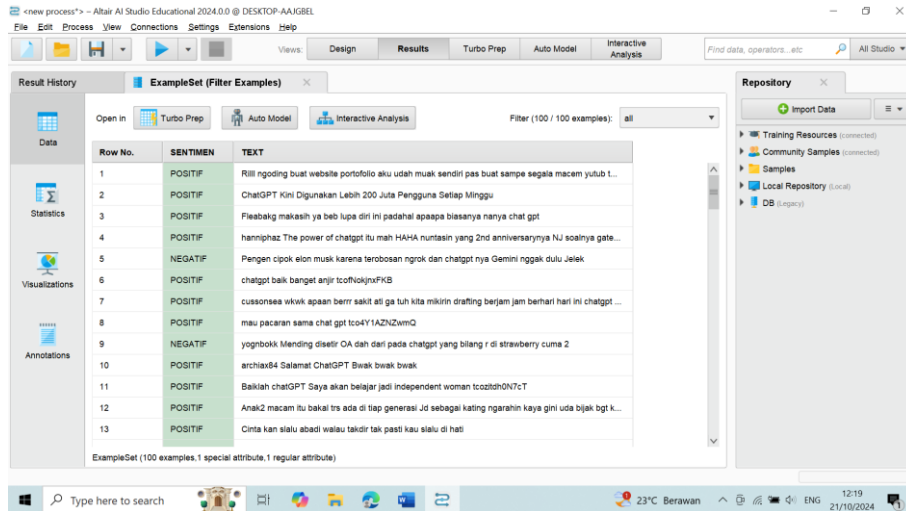 <new process*> – Altair AI Studio Educational 2024.0.0 @ DESKTOP-AAJGBEL
File Edit Process View Connections Settings Extensions Help
Views: Design Results Turbo Prep Auto Model Interactive Analysis Find data, operators...etc All Studio
Result History ExampleSet (Filter Examples) Repository
Open in Turbo Prep Auto Model Interactive Analysis Filter (100 / 100 examples): all
Import Data
Training Resources (connected)
Community Samples (connected)
Samples
Local Repository (Local)
DB (Legacy)
Data
Statistics
Visualizations
Annotations
Row No. SENTIMEN TEXT
1 POSITIF Rilll ngoding buat website portofolio aku udah muak sendiri pas buat sampe segala macem yutub t...
2 POSITIF ChatGPT Kini Digunakan Lebih 200 Juta Pengguna Setiap Minggu
3 POSITIF Fleabakg makasih ya beb lupa diri ini padahal apaapa biasanya nanya chat gpt
4 POSITIF hanniphaz The power of chatgpt itu mah HAHA nuntasin yang 2nd anniversarynya NJ soalnya gate...
5 NEGATIF Pengen cipok elon musk karena terobosan ngrok dan chatgpt nya Gemini nggak dulu Jelek
6 POSITIF chatgpt baik banget anjir tcofNokjnxFKB
7 POSITIF cussonsea wkwk apaan berrr sakit ati ga tuh kita mikirin drafting berjam jam berhari hari ini chatgpt ...
8 POSITIF mau pacaran sama chat gpt tco4Y1AZNZwmQ
9 NEGATIF yognbokk Mending disetir OA dah dari pada chatgpt yang bilang r di strawberry cuma 2
10 POSITIF archiax84 Salamat ChatGPT Bwak bwak bwak
11 POSITIF Baiklah chatGPT Saya akan belajar jadi independent woman tcozitdh0N7cT
12 POSITIF Anak2 macam itu bakal trs ada di tiap generasi Jd sebagai kating ngarahin kaya gini uda bijak bgt k...
13 POSITIF Cinta kan slalu abadi walau takdir tak pasti kau slalu di hati
ExampleSet (100 examples,1 special attribute,1 regular attribute)
Type here to search 23°C Berawan ENG 12:19
21/10/2024